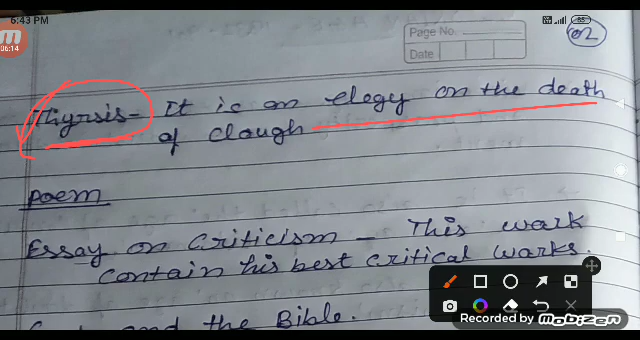 6:43 PM
55
06:14
Page No.
02
Date
Thyrsis- It is an elegy on the death
of Clough
Poem
Essay on Criticism - This work
contain his best critical works.
and the Bible.
Recorded by mobizen